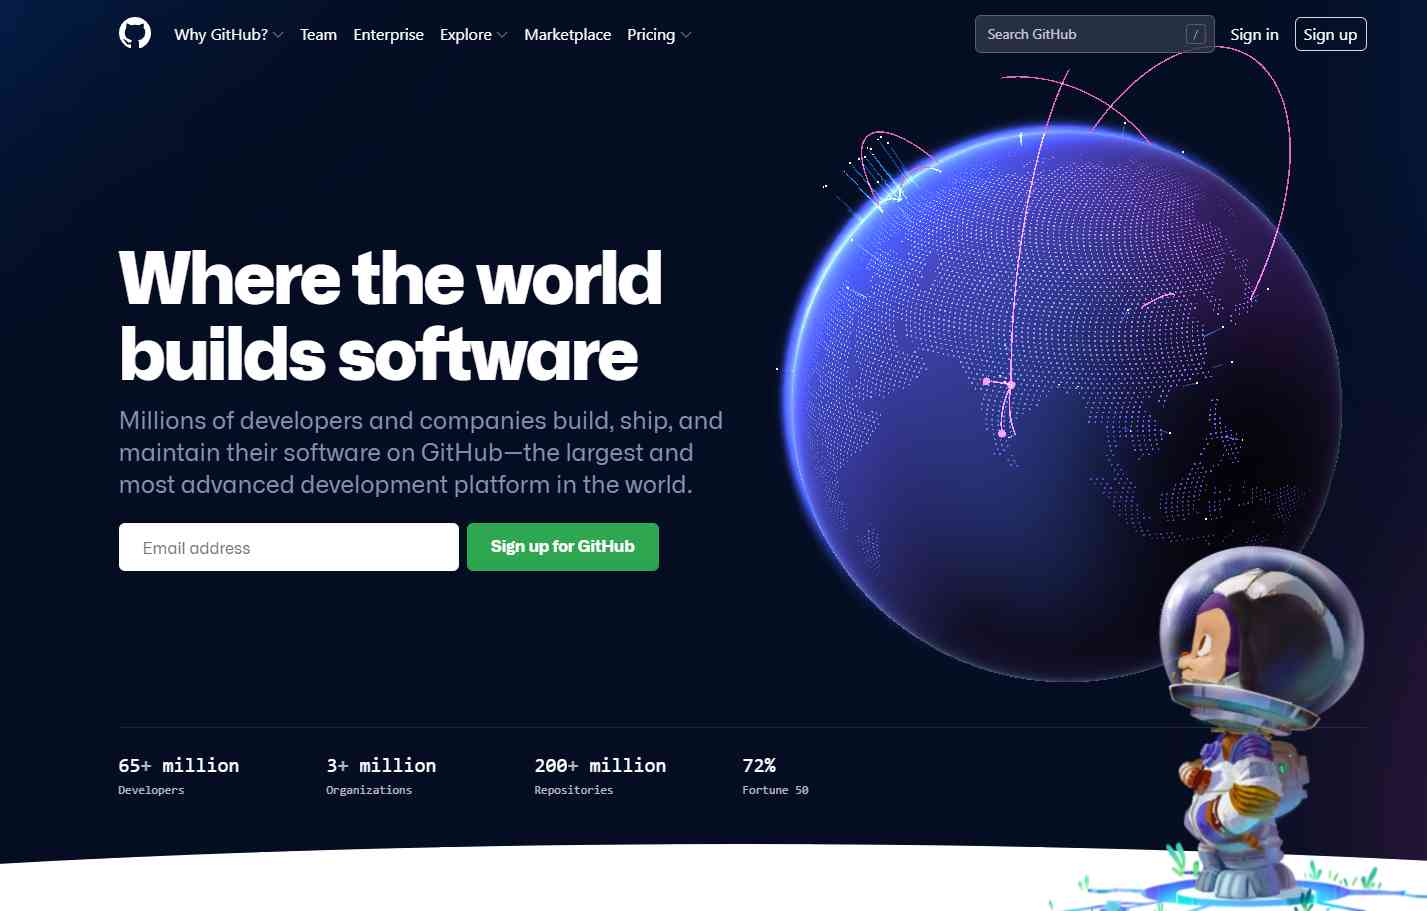 Why GitHub? Team Enterprise Explore Marketplace Pricing Search GitHub / Sign in Sign up
Where the world
builds software
Millions of developers and companies build, ship, and
maintain their software on GitHub—the largest and
most advanced development platform in the world.
Email address Sign up for GitHub
65+ million 3+ million 200+ million 72%
Developers Organizations Repositories Fortune 50